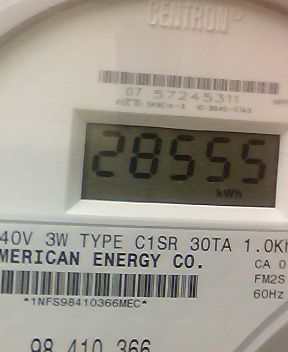 CENTRON®
07 57245311
28555
kWh
40V 3W TYPE C1SR 30TA 1.0Kh
MERICAN ENERGY CO.
CA 0
FM2S
60Hz
*1NFS98410366MEC*
98 410 366